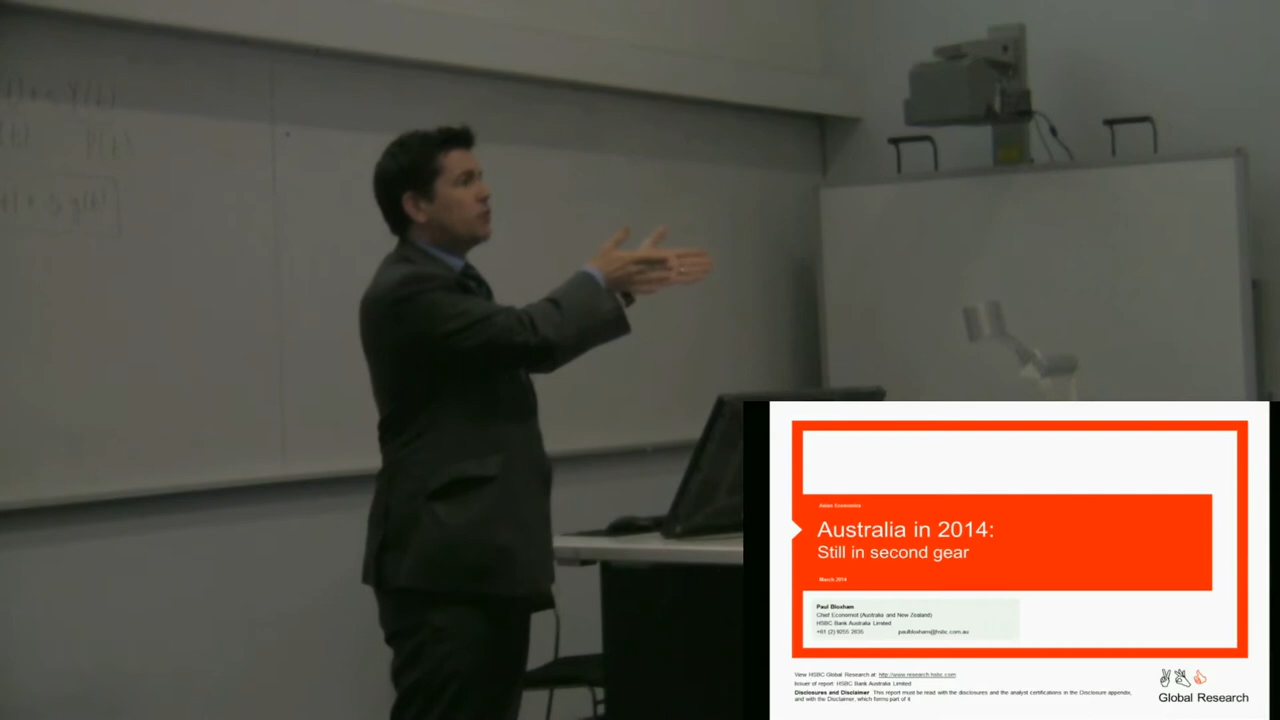 Asian Economics
Australia in 2014:
Still in second gear
March 2014
Paul Bloxham
Chief Economist (Australia and New Zealand)
HSBC Bank Australia Limited
+61 (2) 9255 2635 paulbloxham@hsbc.com.au
View HSBC Global Research at: http://www.research.hsbc.com
Issuer of report: HSBC Bank Australia Limited
Disclosures and Disclaimer This report must be read with the disclosures and the analyst certifications in the Disclosure appendix,
and with the Disclaimer, which forms part of it
Global Research